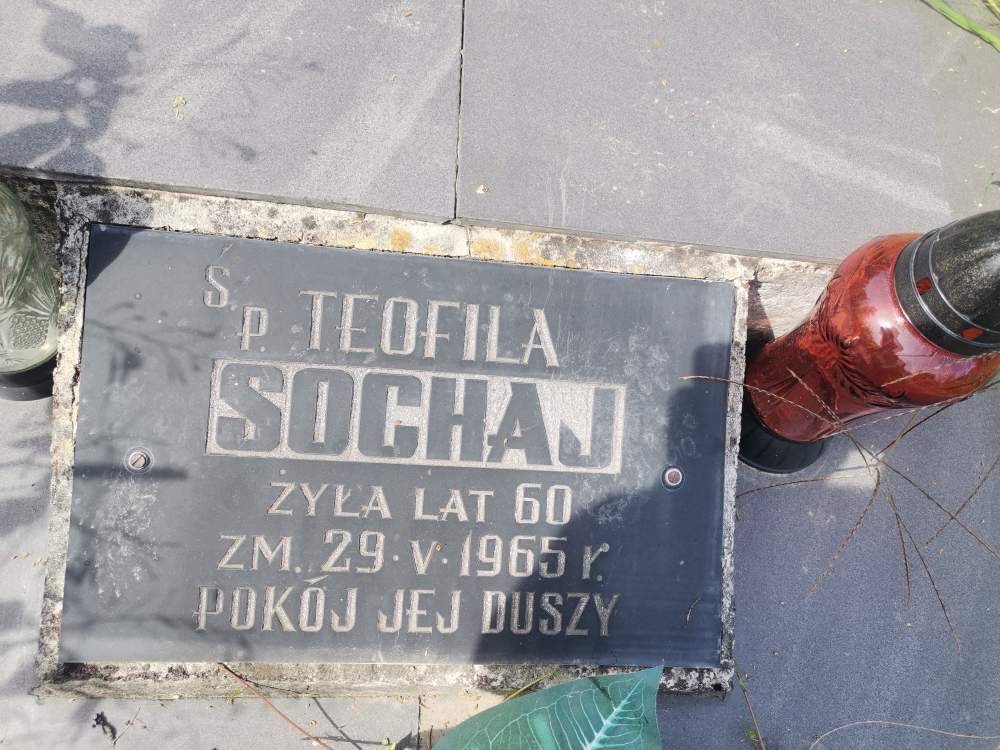 S P TEOFILA
SOCHAJ
ŻYŁA LAT 60
ZM. 29·V·1965 r.
POKÓJ JEJ DUSZY